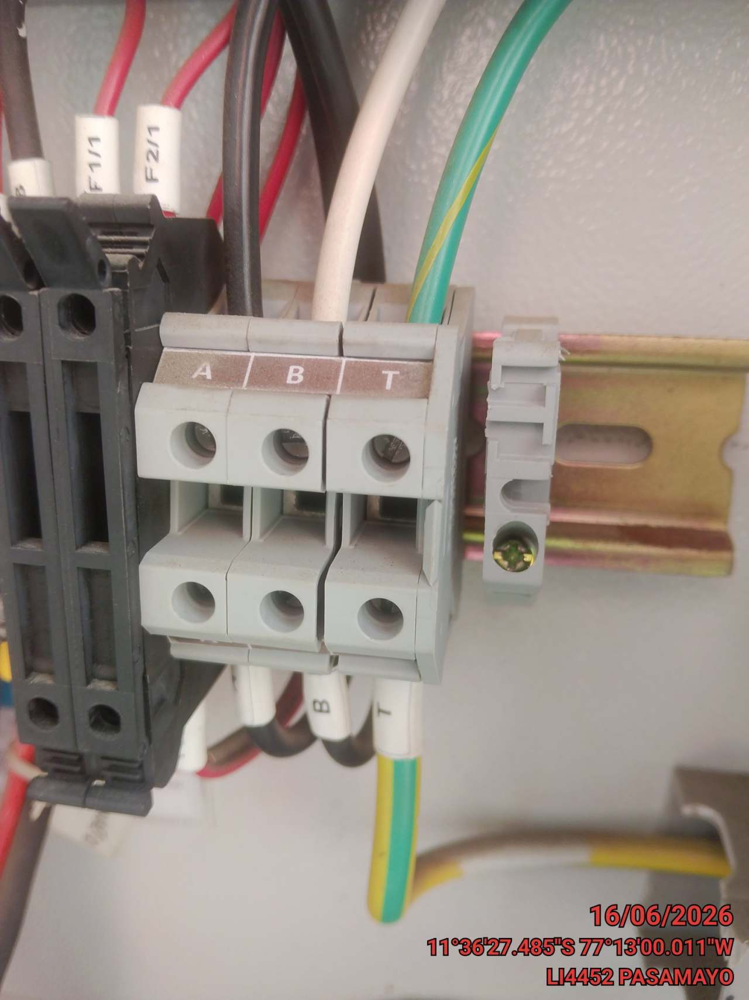 F1/1
F2/1
B
A B T
B
T
16/06/2026
11°36'27.485"S 77°13'00.011"W
LI4452 PASAMAYO